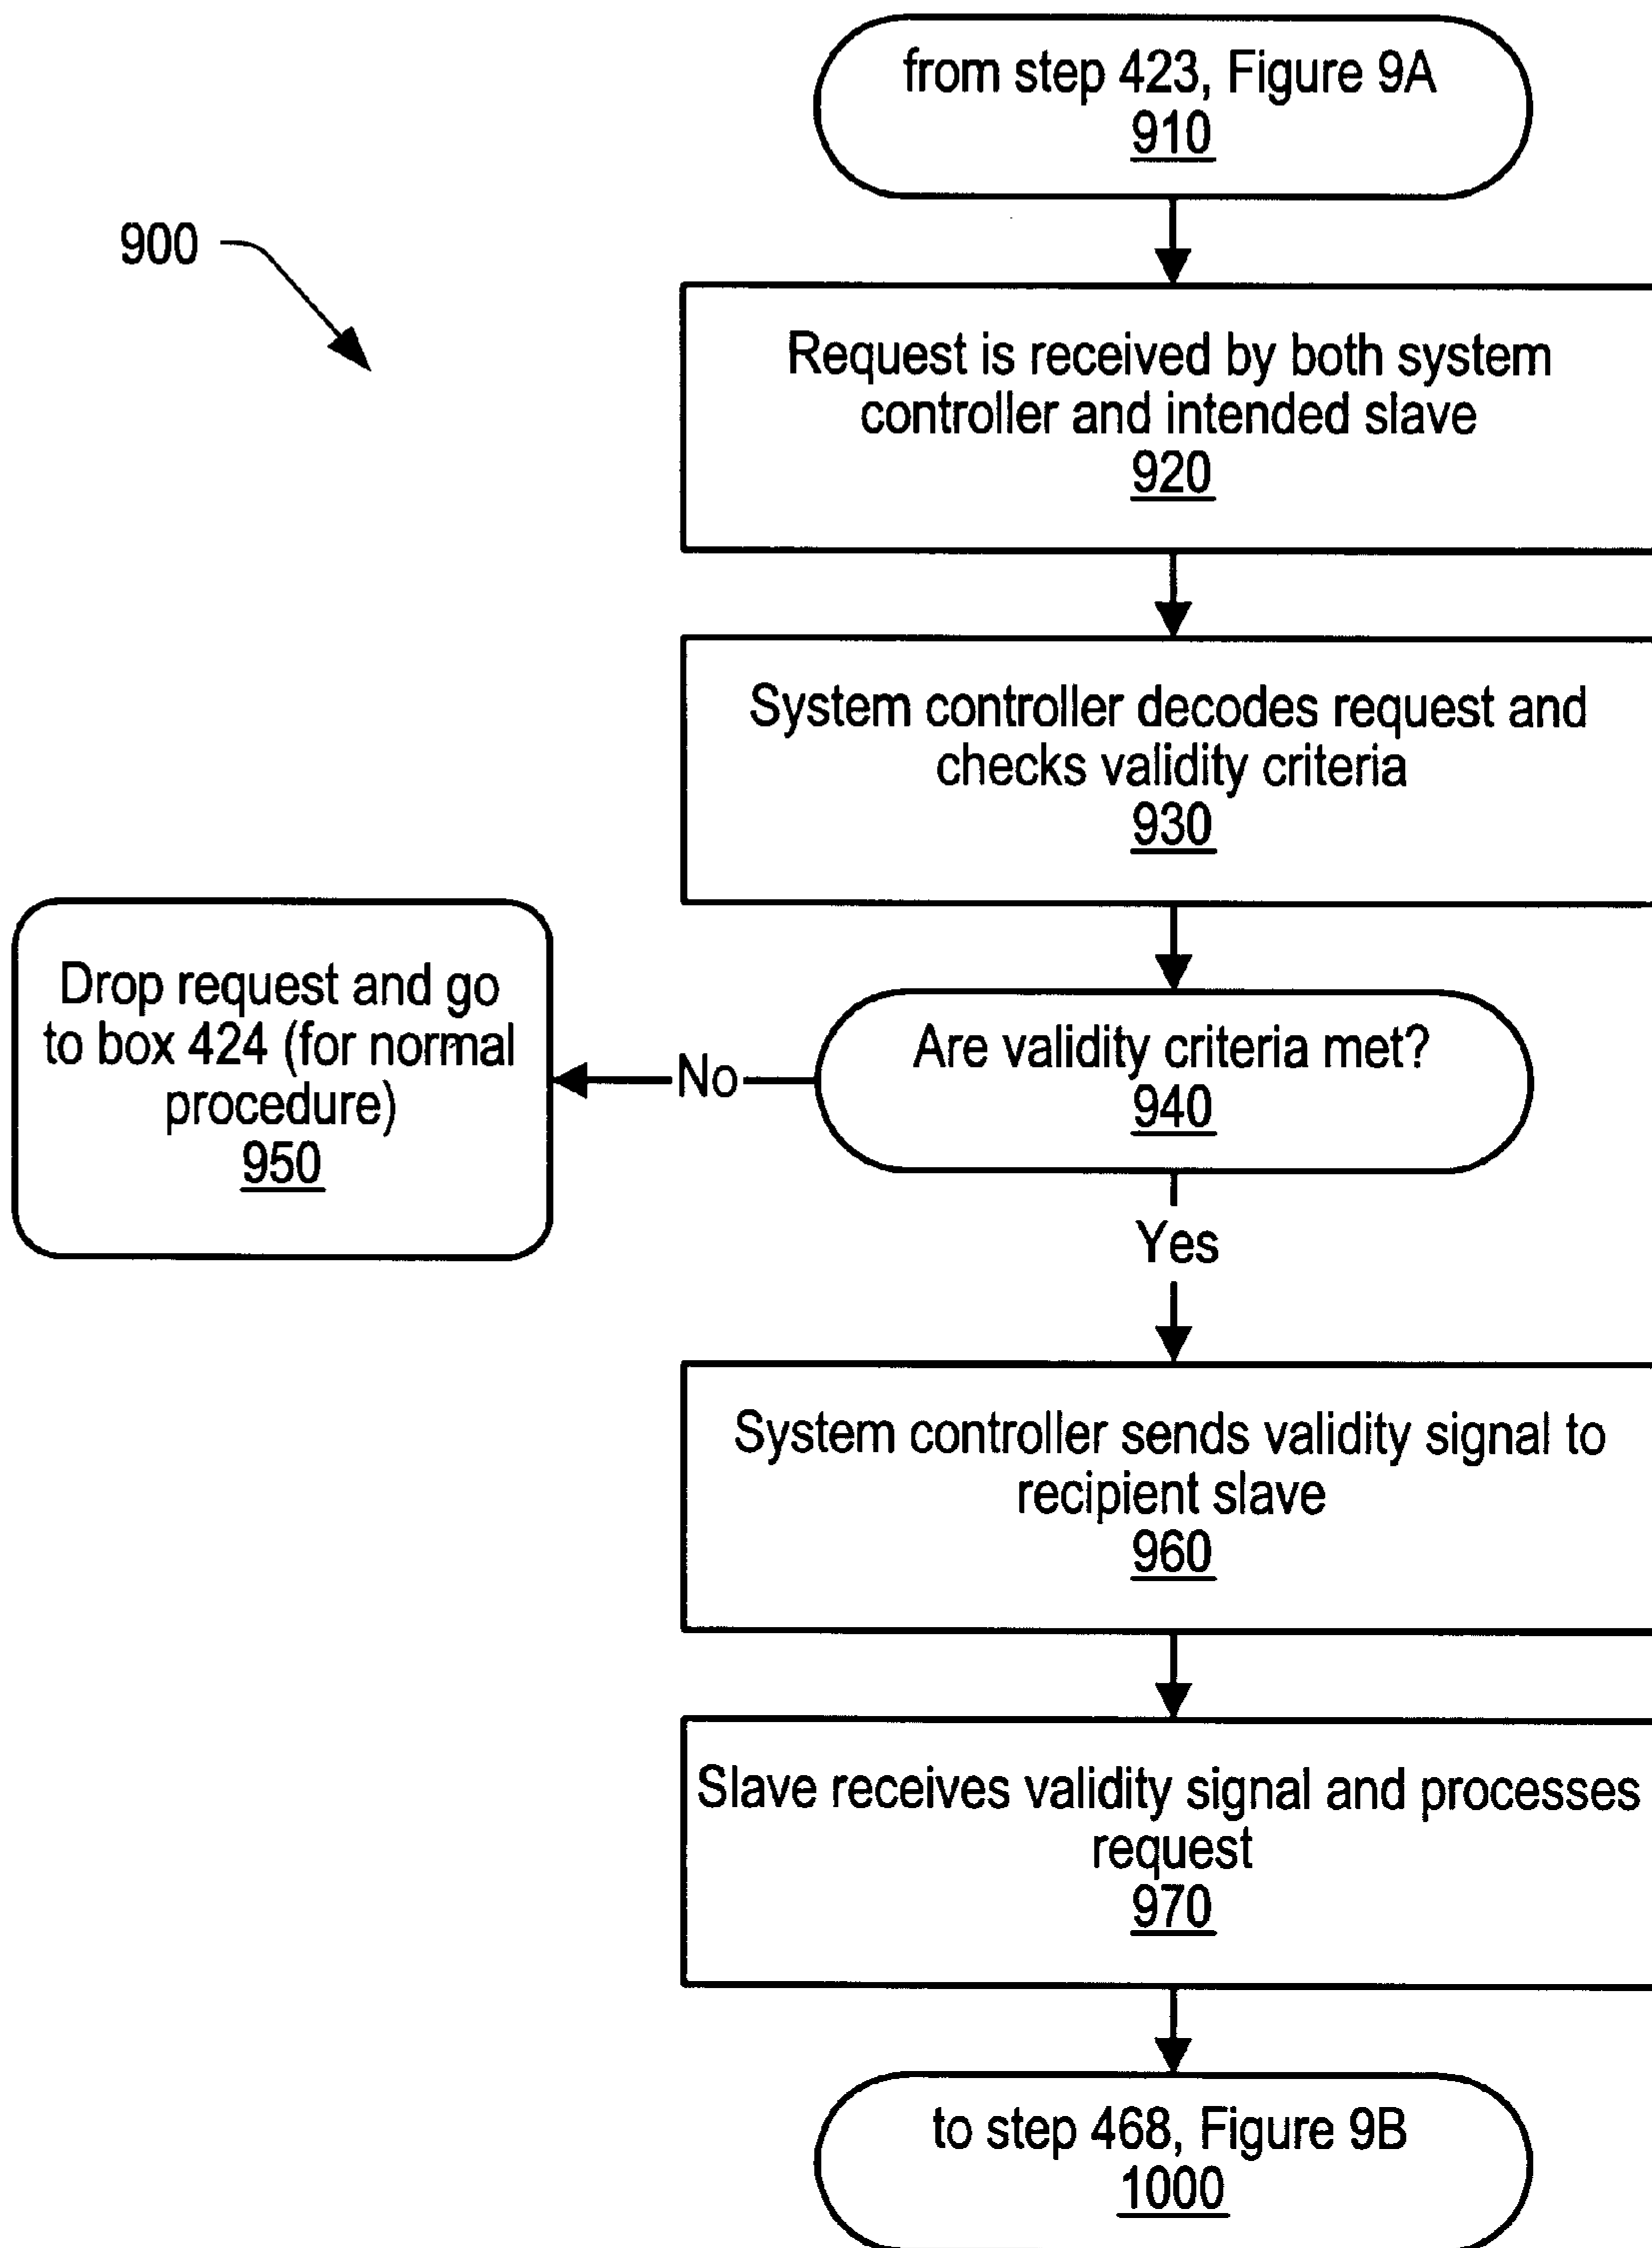 from step 423, Figure 9A
910
900
Request is received by both system
controller and intended slave
920
System controller decodes request and
checks validity criteria
930
Drop request and go
to box 424 (for normal
procedure)
950
No
Are validity criteria met?
940
Yes
System controller sends validity signal to
recipient slave
960
Slave receives validity signal and processes
request
970
to step 468, Figure 9B
1000